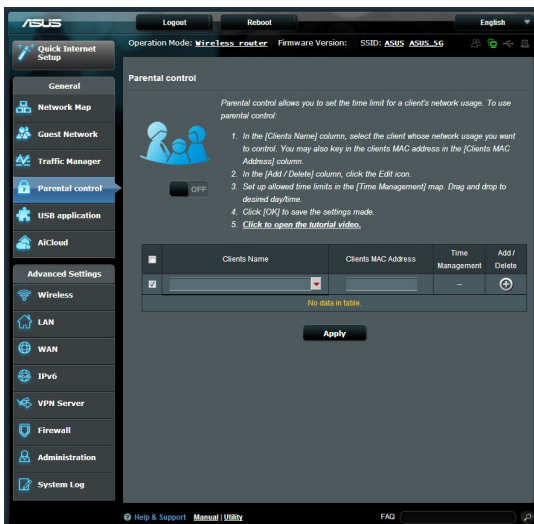 ASUS
Logout
Reboot
English
Quick Internet Setup
Operation Mode: Wireless router Firmware Version: SSID: ASUS ASUS_5G
General
Network Map
Guest Network
Traffic Manager
Parental control
USB application
AiCloud
Advanced Settings
Wireless
LAN
WAN
IPv6
VPN Server
Firewall
Administration
System Log
Parental control
Parental control allows you to set the time limit for a client's network usage. To use
parental control:
1. In the [Clients Name] column, select the client whose network usage you want
to control. You may also key in the clients MAC address in the [Clients MAC
Address] column.
2. In the [Add / Delete] column, click the Edit icon.
3. Set up allowed time limits in the [Time Management] map. Drag and drop to
desired day/time.
4. Click [OK] to save the settings made.
5. Click to open the tutorial video.
OFF
Clients Name
Clients MAC Address
Time Management
Add / Delete
--
No data in table.
Apply
Help & Support Manual | Utility
FAQ